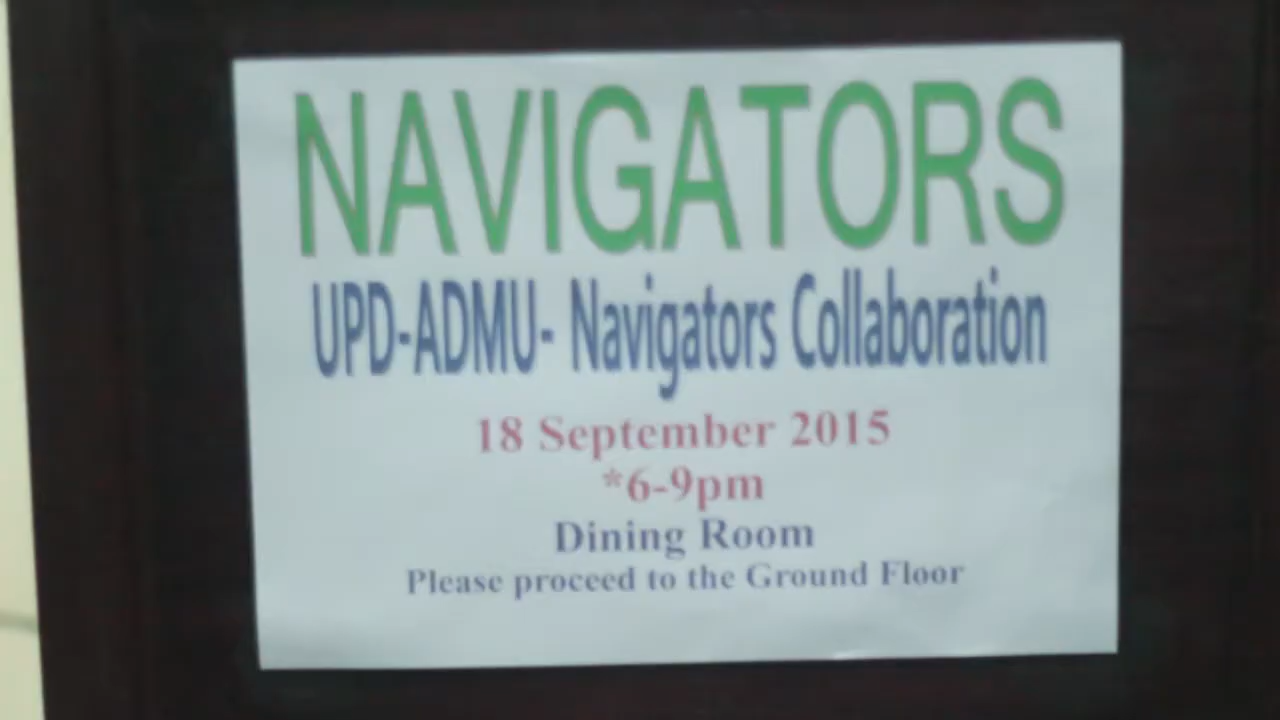 NAVIGATORS
UPD-ADMU- Navigators Collaboration
18 September 2015
*6-9pm
Dining Room
Please proceed to the Ground Floor